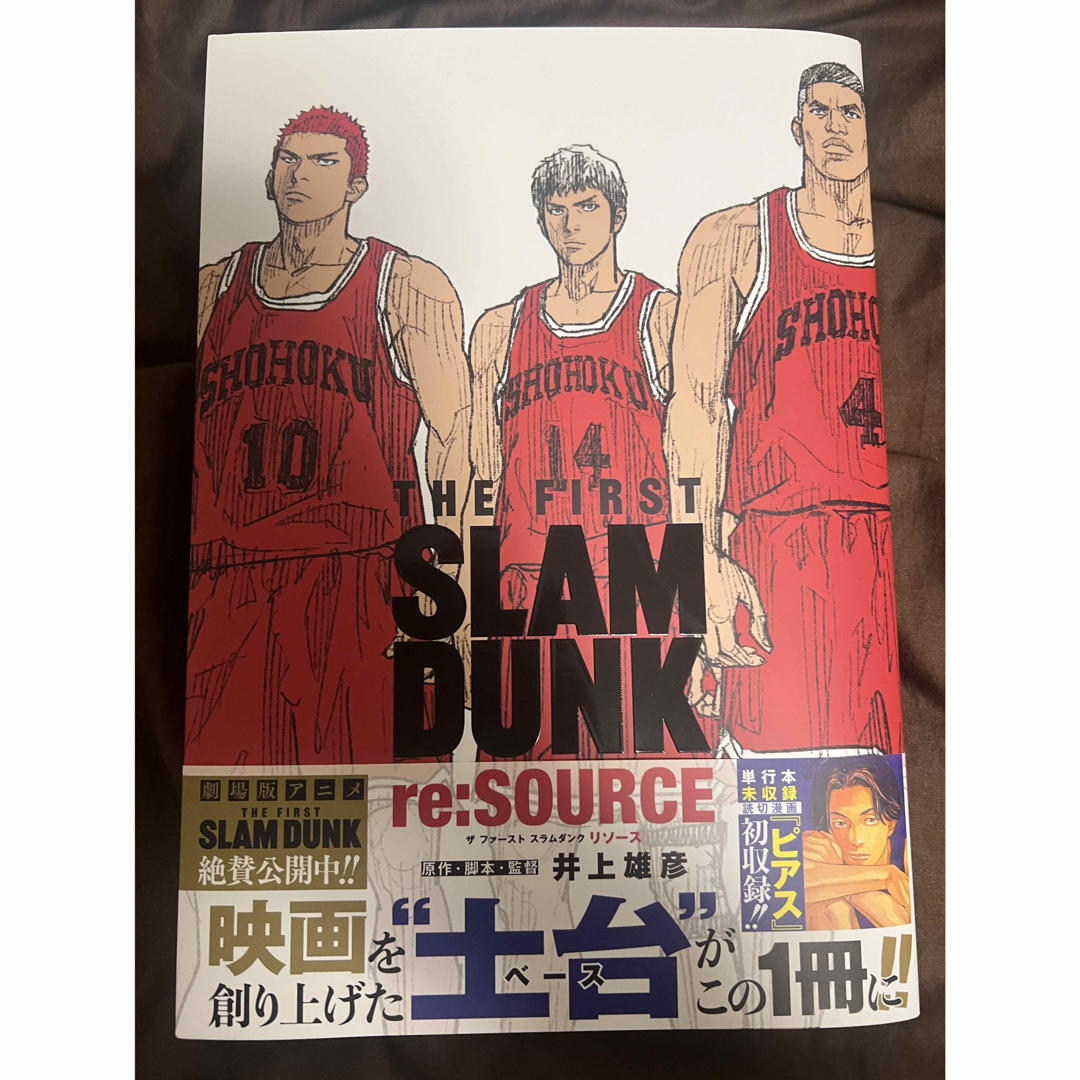 SHOHOKU
10
SHOHOKU
14
SHOHOK
4
THE FIRST
SLAM
DUNK
re:SOURCE
ザ ファースト スラムダンク リソース
原作・脚本・監督 井上雄彦
劇場版アニメ
THE FIRST
SLAM DUNK
絶賛公開中!!
単行本
未収録
読切漫画
『ピアス』
初収録!!
映画を“土台”が
ベース
創り上げた この1冊に!!